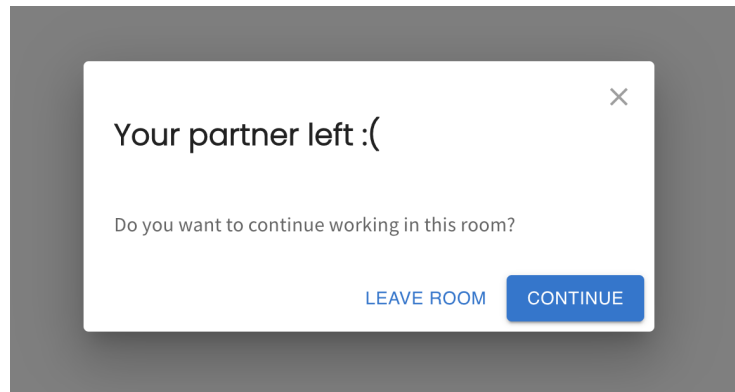 Your partner left :(
Do you want to continue working in this room?
LEAVE ROOM CONTINUE